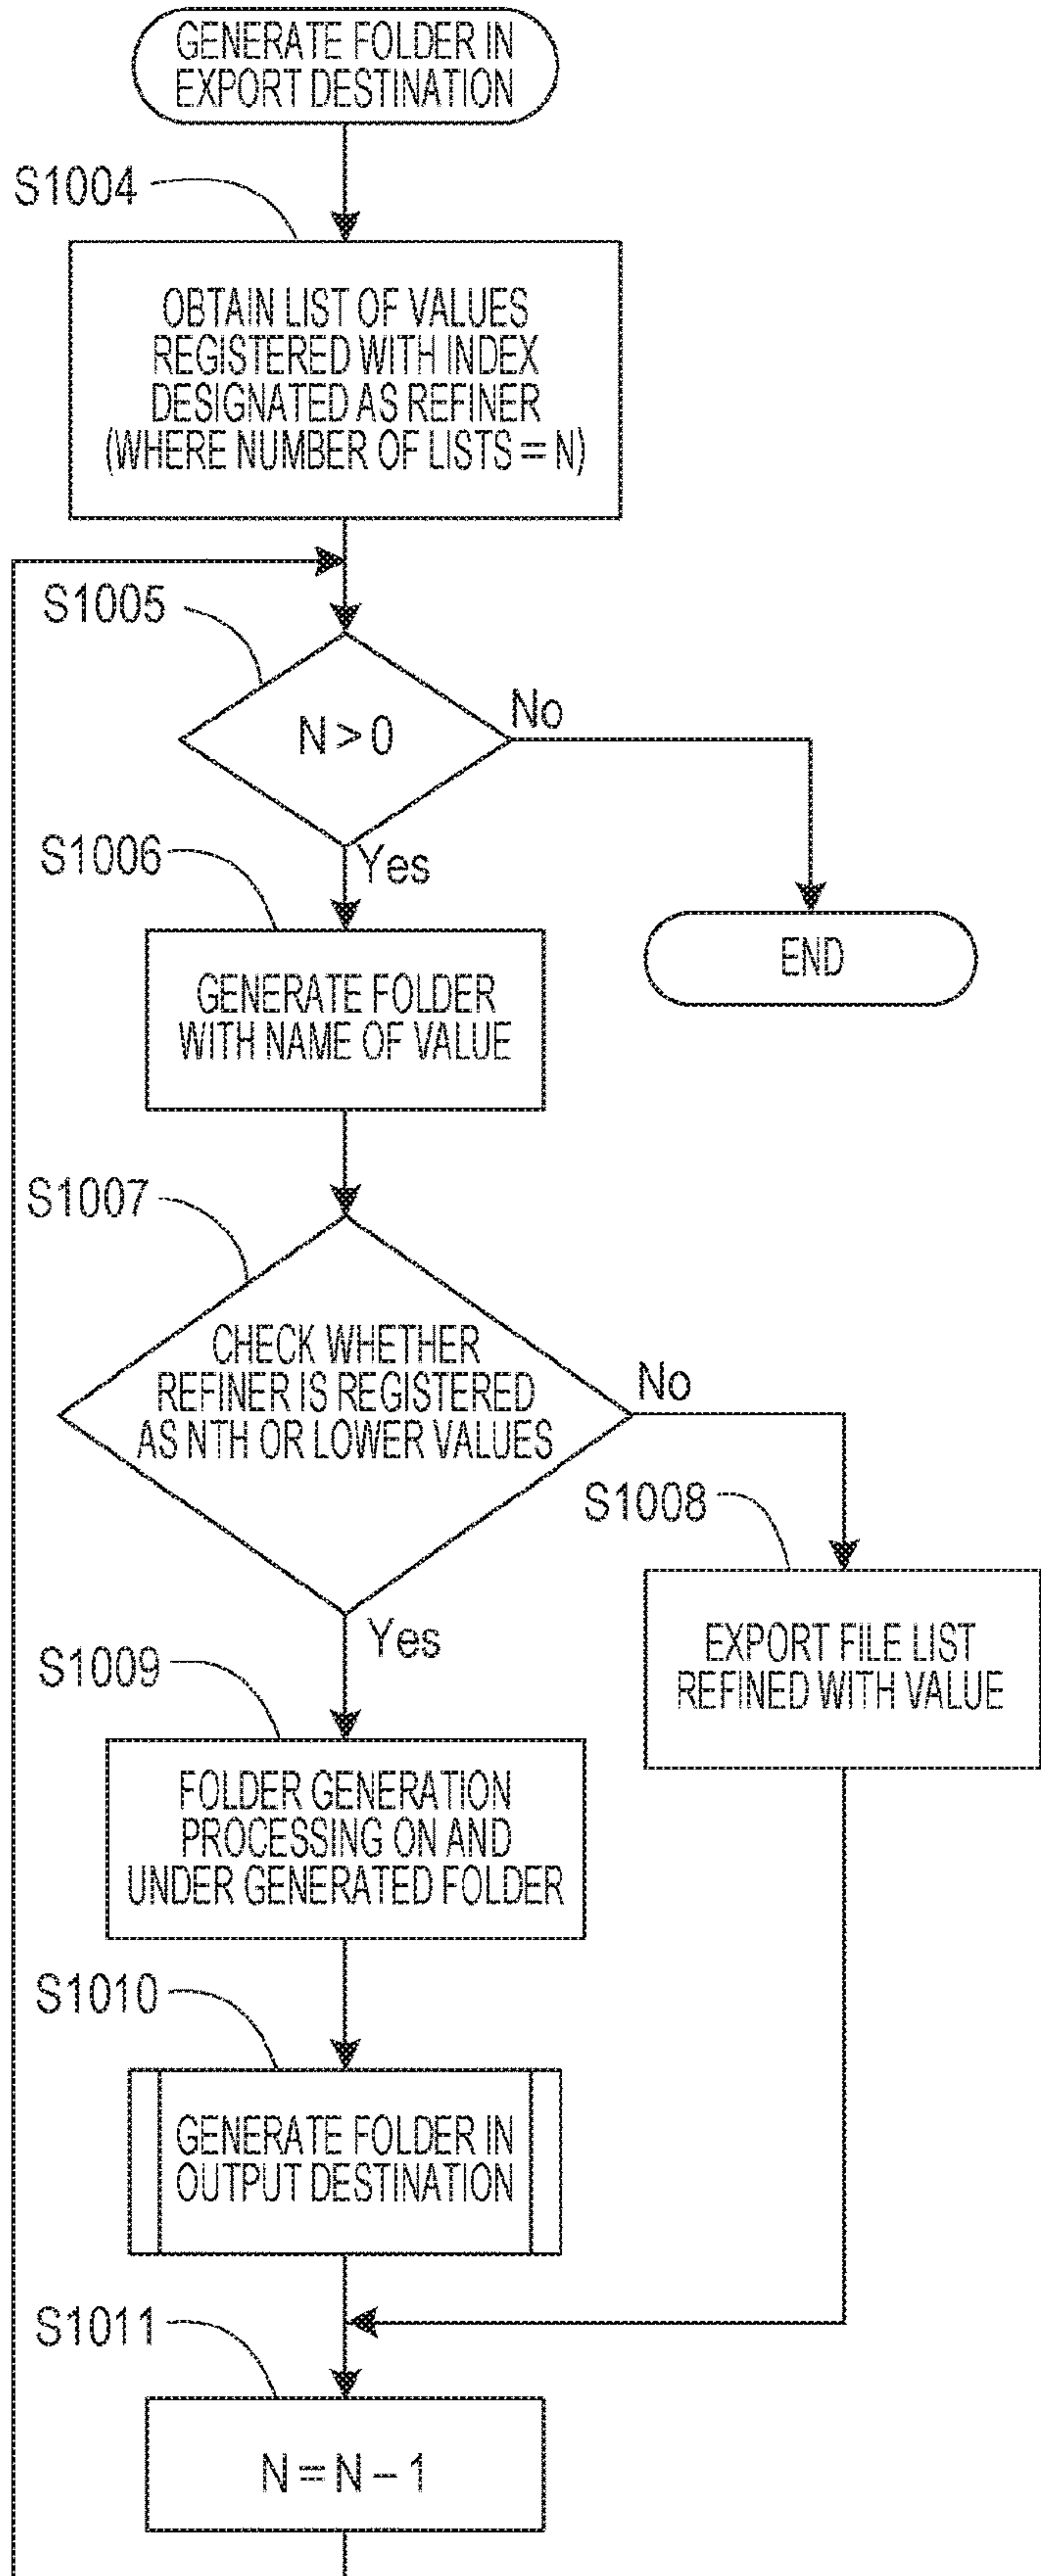 GENERATE FOLDER IN
EXPORT DESTINATION
S1004
OBTAIN LIST OF VALUES
REGISTERED WITH INDEX
DESIGNATED AS REFINER
(WHERE NUMBER OF LISTS = N)
S1005
N > 0
No
Yes
END
S1006
GENERATE FOLDER
WITH NAME OF VALUE
S1007
CHECK WHETHER
REFINER IS REGISTERED
AS NTH OR LOWER VALUES
No
Yes
S1008
EXPORT FILE LIST
REFINED WITH VALUE
S1009
FOLDER GENERATION
PROCESSING ON AND
UNDER GENERATED FOLDER
S1010
GENERATE FOLDER IN
OUTPUT DESTINATION
S1011
N = N – 1